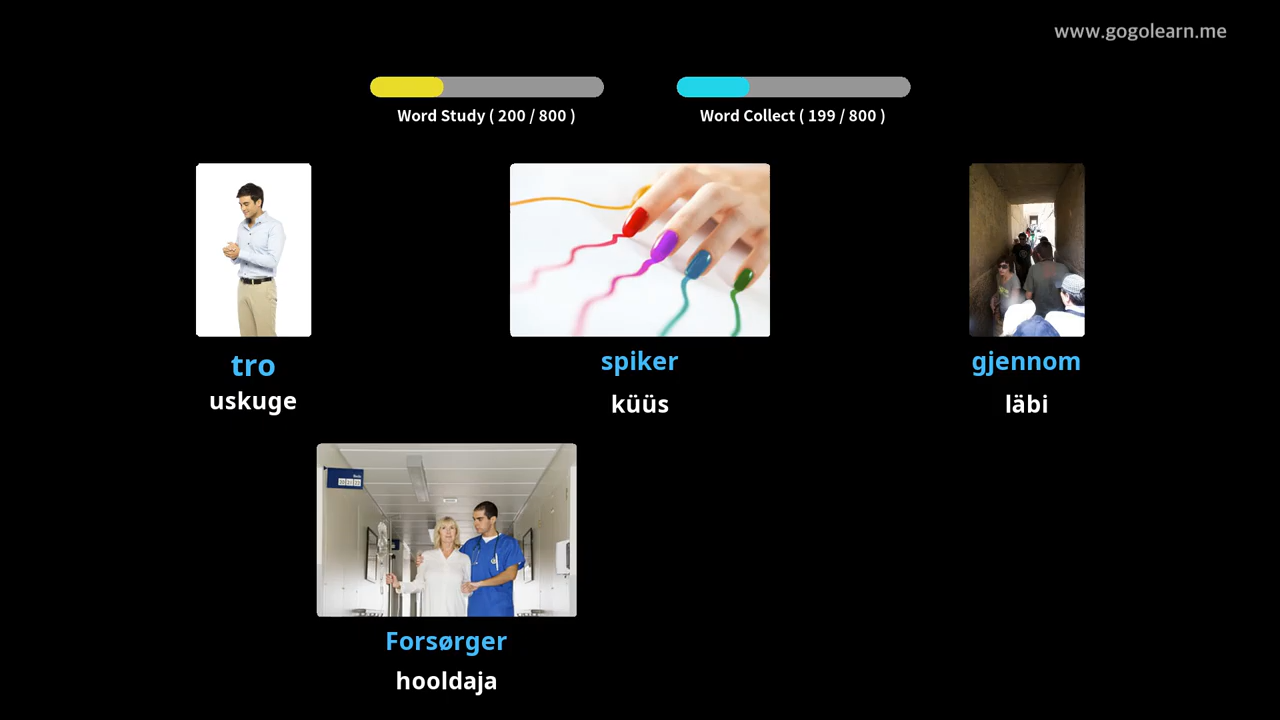 www.gogolearn.me
Word Study ( 200 / 800 )
Word Collect ( 199 / 800 )
tro
uskuge
spiker
küüs
gjennom
läbi
Forsørger
hooldaja